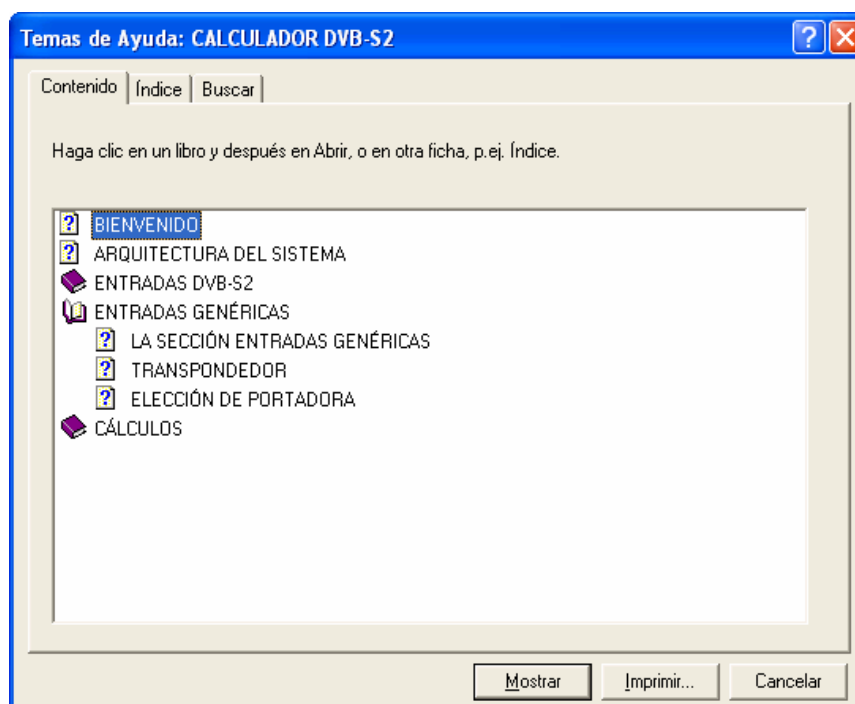 Temas de Ayuda: CALCULADOR DVB-S2
Contenido Índice Buscar
Haga clic en un libro y después en Abrir, o en otra ficha, p.ej. Índice.
BIENVENIDO
ARQUITECTURA DEL SISTEMA
ENTRADAS DVB-S2
ENTRADAS GENÉRICAS
LA SECCIÓN ENTRADAS GENÉRICAS
TRANSPONDEDOR
ELECCIÓN DE PORTADORA
CÁLCULOS
Mostrar Imprimir... Cancelar